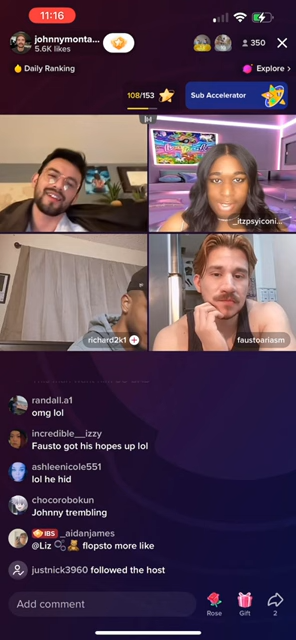 11:16
johnnymonta...
5.6K likes
350
Daily Ranking
Explore >
108/153
Sub Accelerator
itzpsyiconi...
richard2k1
faustoariasm
randall.a1
omg lol
incredible__izzy
Fausto got his hopes up lol
ashleenicole551
lol he hid
chocorobokun
Johnny trembling
IBS _aidanjames
@Liz flopsto more like
justnick3960 followed the host
Add comment
Rose
Gift
2